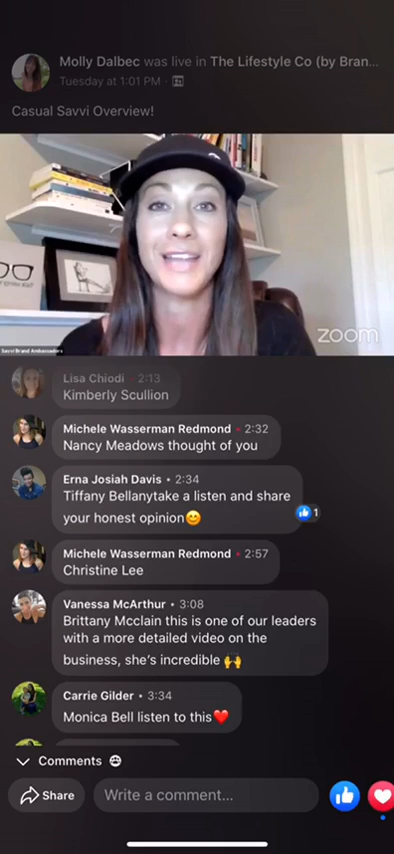 Molly Dalbec was live in The Lifestyle Co (by Bran...
Tuesday at 1:01 PM ·
Casual Savvi Overview!
zoom
Savvi Brand Ambassadors
Lisa Chiodi • 2:13
Kimberly Scullion
Michele Wasserman Redmond • 2:32
Nancy Meadows thought of you
Erna Josiah Davis • 2:34
Tiffany Bellanytake a listen and share
your honest opinion😊
1
Michele Wasserman Redmond • 2:57
Christine Lee
Vanessa McArthur • 3:08
Brittany Mcclain this is one of our leaders
with a more detailed video on the
business, she's incredible 🙌
Carrie Gilder • 3:34
Monica Bell listen to this❤️
Comments
Share
Write a comment...